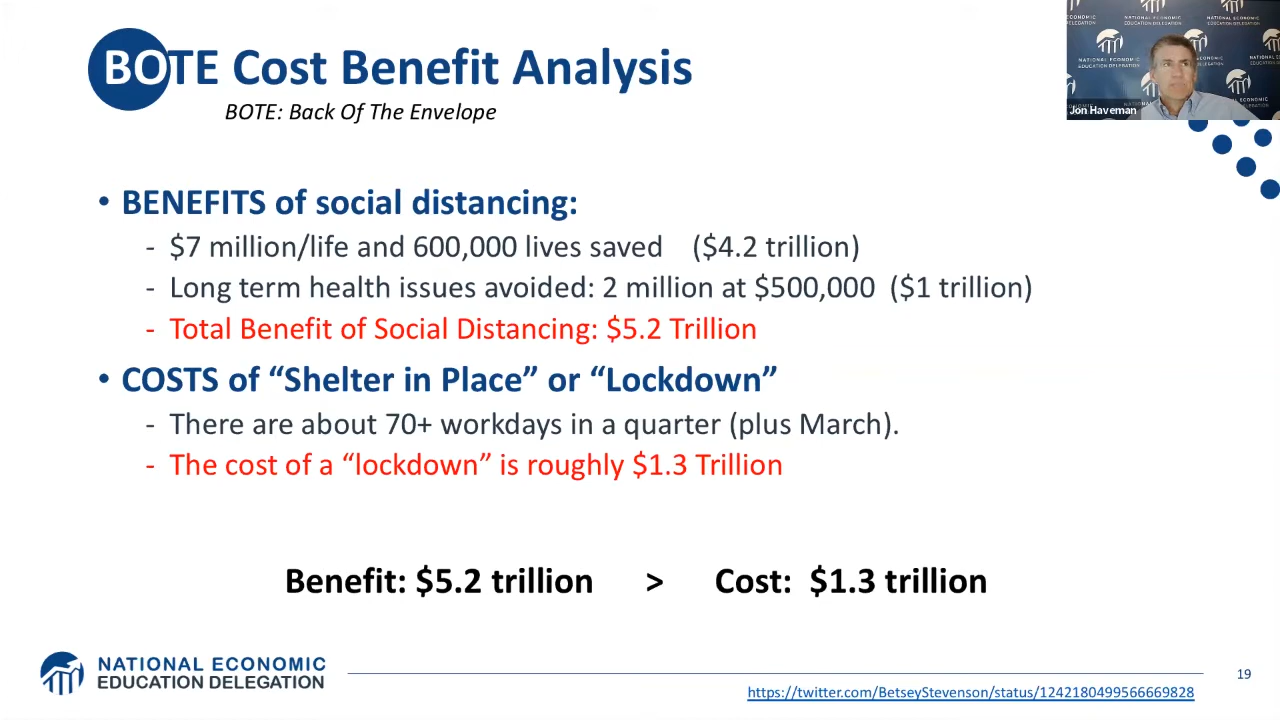 BOTE Cost Benefit Analysis
BOTE: Back Of The Envelope
Jon Haveman
• BENEFITS of social distancing:
- $7 million/life and 600,000 lives saved ($4.2 trillion)
- Long term health issues avoided: 2 million at $500,000 ($1 trillion)
- Total Benefit of Social Distancing: $5.2 Trillion
• COSTS of “Shelter in Place” or “Lockdown”
- There are about 70+ workdays in a quarter (plus March).
- The cost of a “lockdown” is roughly $1.3 Trillion
Benefit: $5.2 trillion > Cost: $1.3 trillion
NATIONAL ECONOMIC
EDUCATION DELEGATION
19
https://twitter.com/BetseyStevenson/status/1242180499566669828